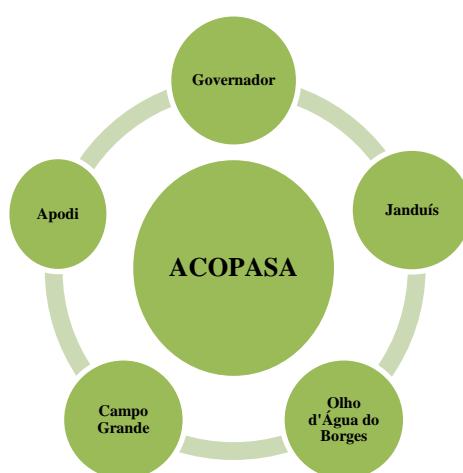 Governador
Apodi
Janduís
ACOPASA
Campo
Grande
Olho
d'Água do
Borges